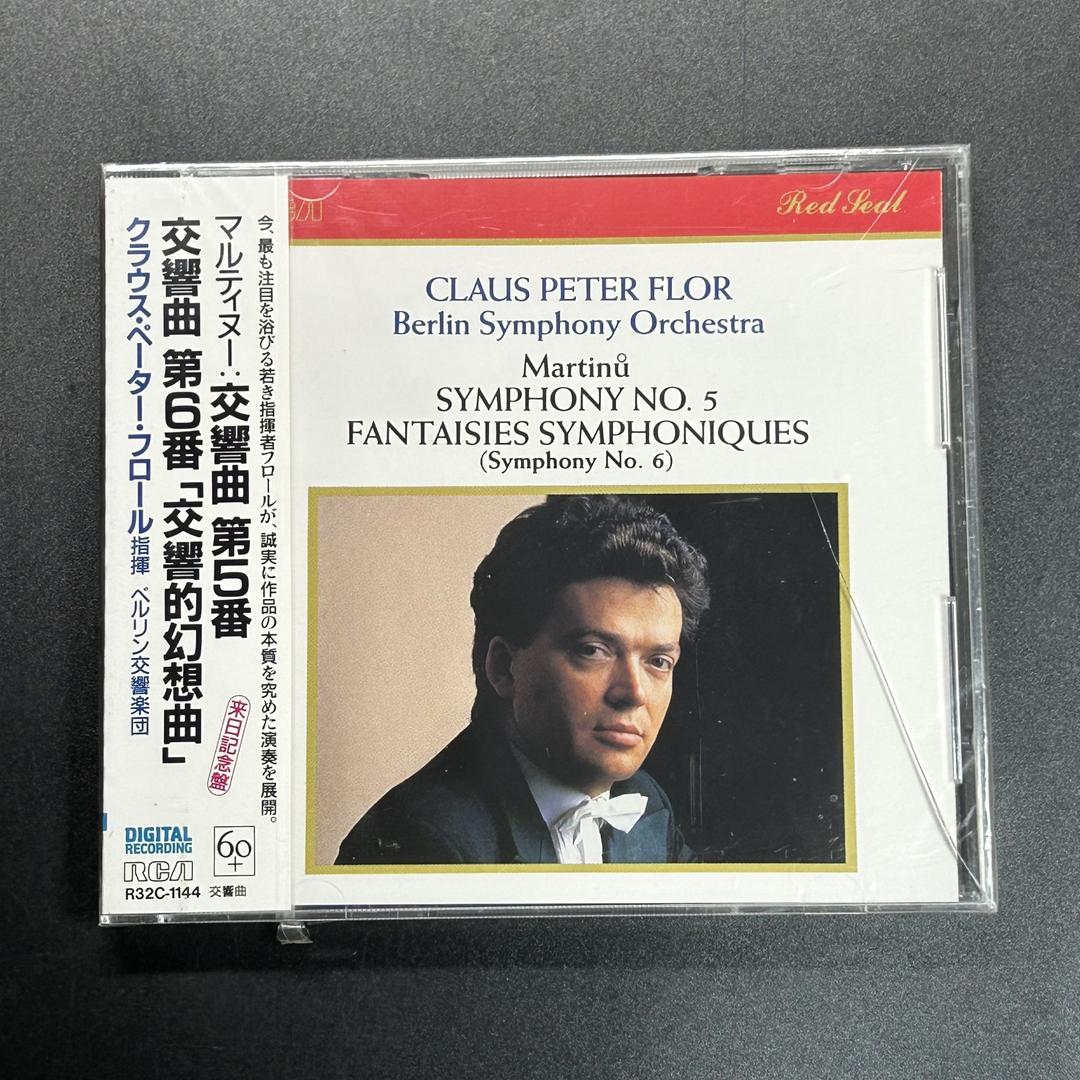 今、最も注目を浴びる若き指揮者フロールが、誠実に作品の本質を究めた演奏を展開。
マルティヌー：交響曲 第5番
交響曲 第6番「交響的幻想曲」
クラウス・ペーター・フロール指揮 ベルリン交響楽団
来日記念盤
DIGITAL
RECORDING
RCA
R32C-1144
60+
交響曲
Red Seal
CLAUS PETER FLOR
Berlin Symphony Orchestra
Martinů
SYMPHONY NO. 5
FANTAISIES SYMPHONIQUES
(Symphony No. 6)